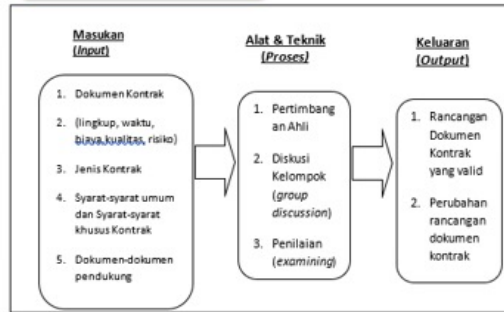 Masukan
(Input)
1. Dokumen Kontrak
2. (lingkup, waktu,
biaya,kualitas, risiko)
3. Jenis Kontrak
4. Syarat-syarat umum
dan Syarat-syarat
khusus Kontrak
5. Dokumen-dokumen
pendukung
Alat & Teknik
(Proses)
1. Pertimbang
an Ahli
2. Diskusi
Kelompok
(group
discussion)
3. Penilaian
(examining)
Keluaran
(Output)
1. Rancangan
Dokumen
Kontrak
yang valid
2. Perubahan
rancangan
dokumen
kontrak